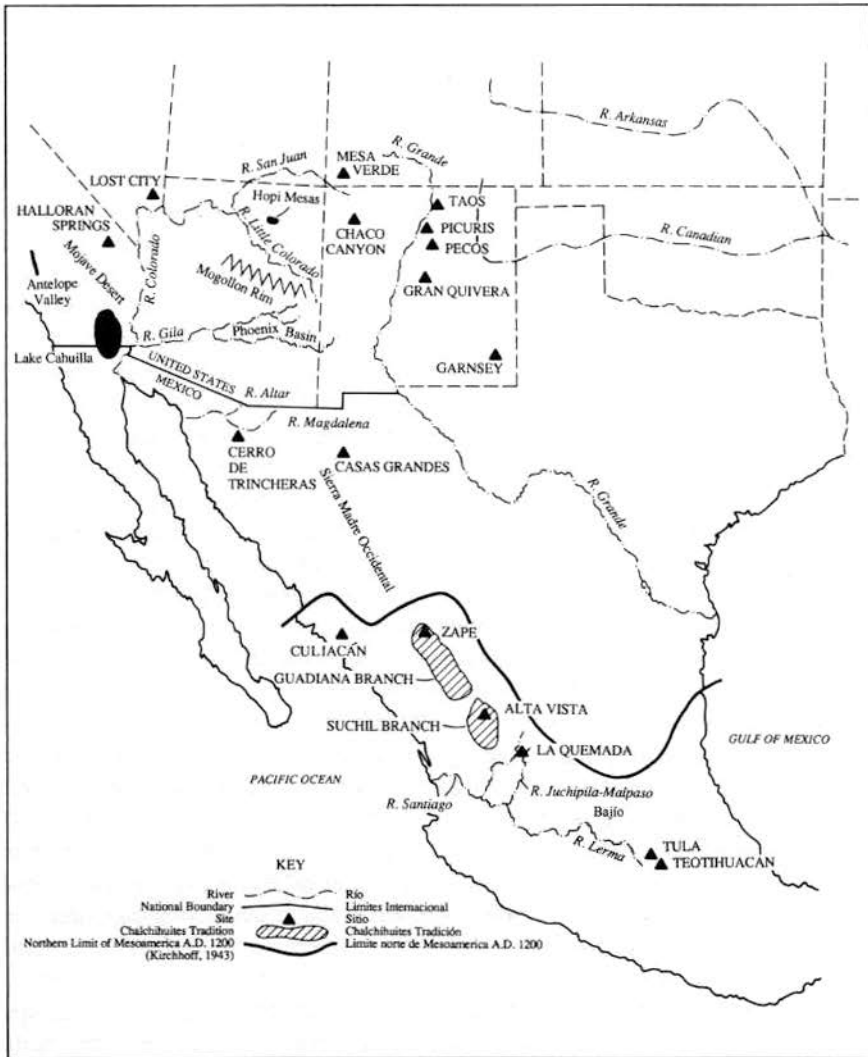 R. Arkansas
R. Grande
MESA
VERDE
R. San Juan
LOST CITY
Hopi Mesas
TAOS
HALLORAN
SPRINGS
R. Little Colorado
CHACO
CANYON
PICURIS
PECOS
R. Canadian
Mojave Desert
R. Colorado
Antelope
Valley
Mogollon Rim
GRAN QUIVERA
R. Gila
Phoenix Basin
Lake Cahuilla
GARNSEY
UNITED STATES
MEXICO
R. Altar
R. Magdalena
CERRO
DE
TRINCHERAS
CASAS GRANDES
Sierra Madre Occidental
R. Grande
CULIACÁN
ZAPE
GUADIANA BRANCH
ALTA VISTA
SUCHIL BRANCH
LA QUEMADA
GULF OF MEXICO
PACIFIC OCEAN
R. Juchipila-Malpaso
R. Santiago
Bajío
R. Lerma
TULA
TEOTIHUACAN
KEY
River Río
National Boundary Limites Internacional
Site Sitio
Chalchihuites Tradition Chalchihuites Tradición
Northern Limit of Mesoamerica A.D. 1200 Limite norte de Mesoamerica A.D. 1200
(Kirchhoff, 1943)